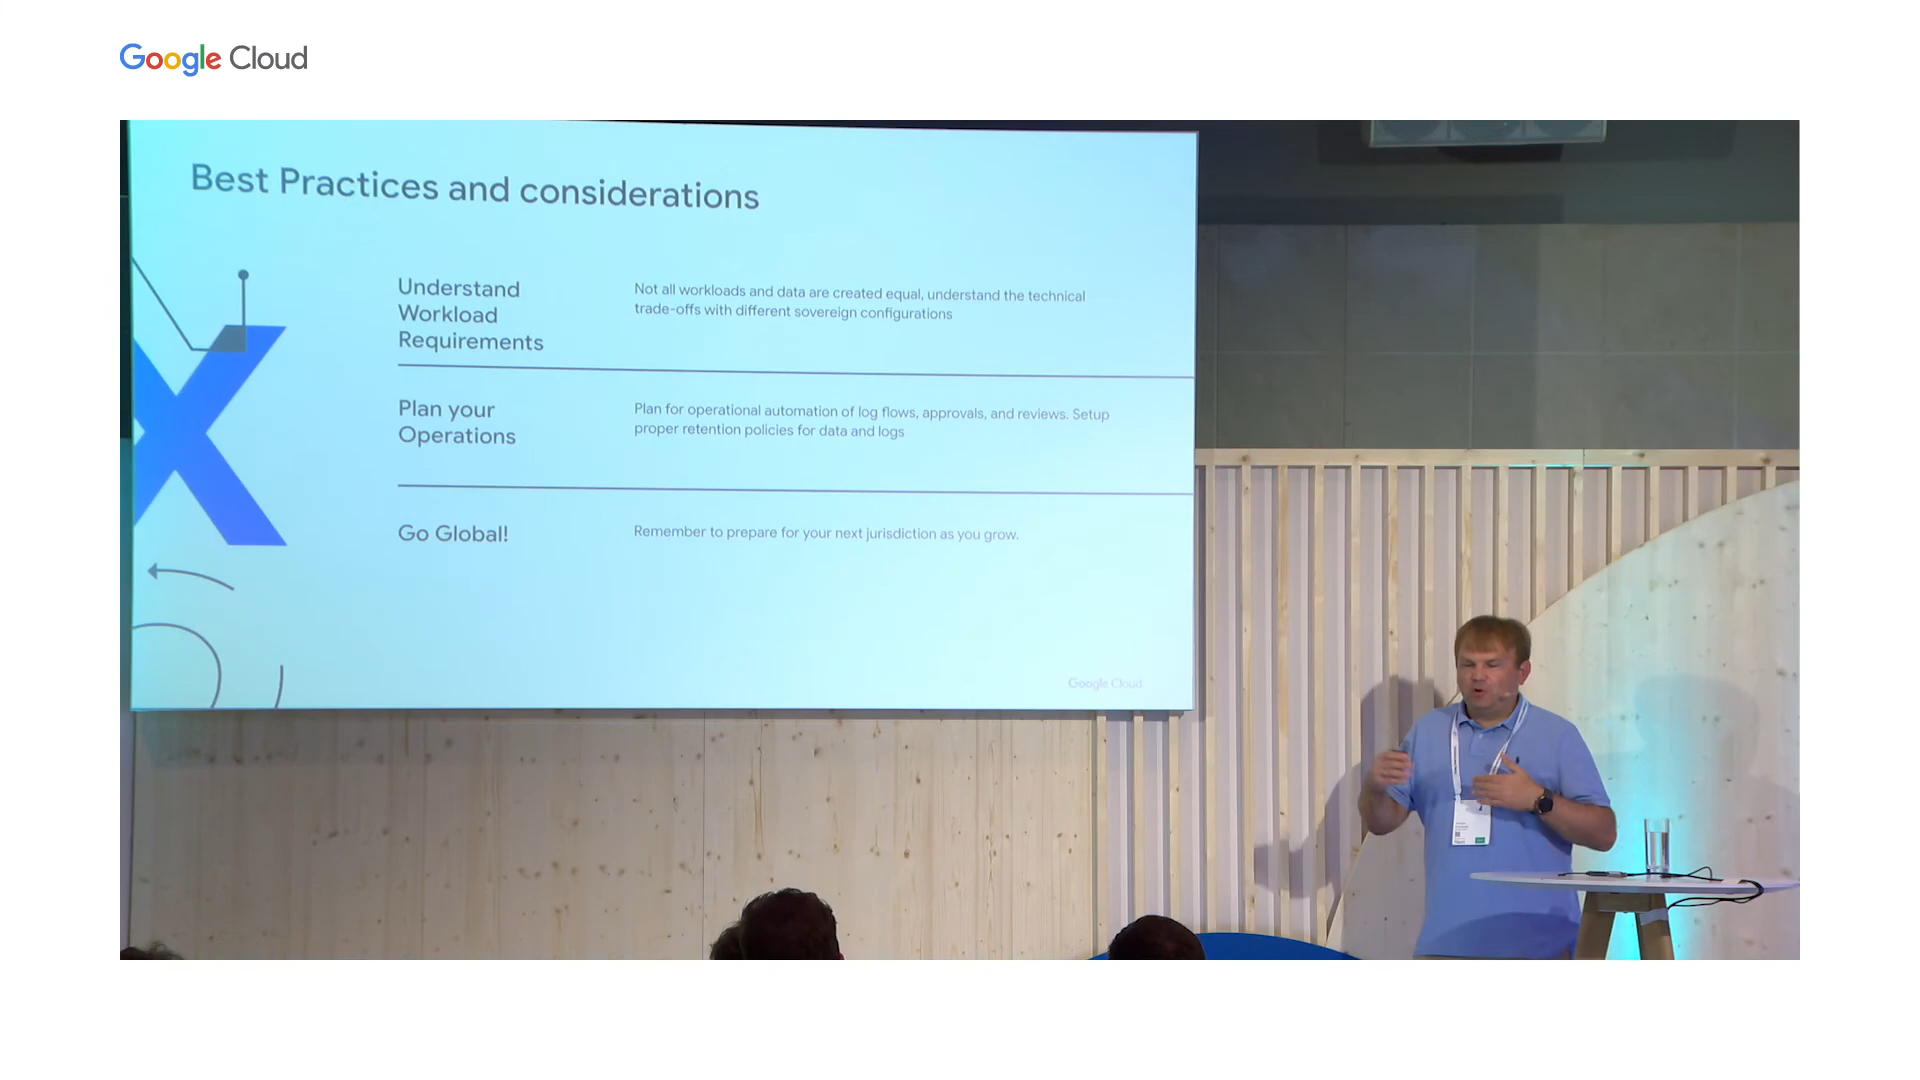 Google Cloud
Best Practices and considerations
Understand
Workload
Requirements
Not all workloads and data are created equal, understand the technical
trade-offs with different sovereign configurations
Plan your
Operations
Plan for operational automation of log flows, approvals, and reviews. Setup
proper retention policies for data and logs
Go Global!
Remember to prepare for your next jurisdiction as you grow.
Google Cloud